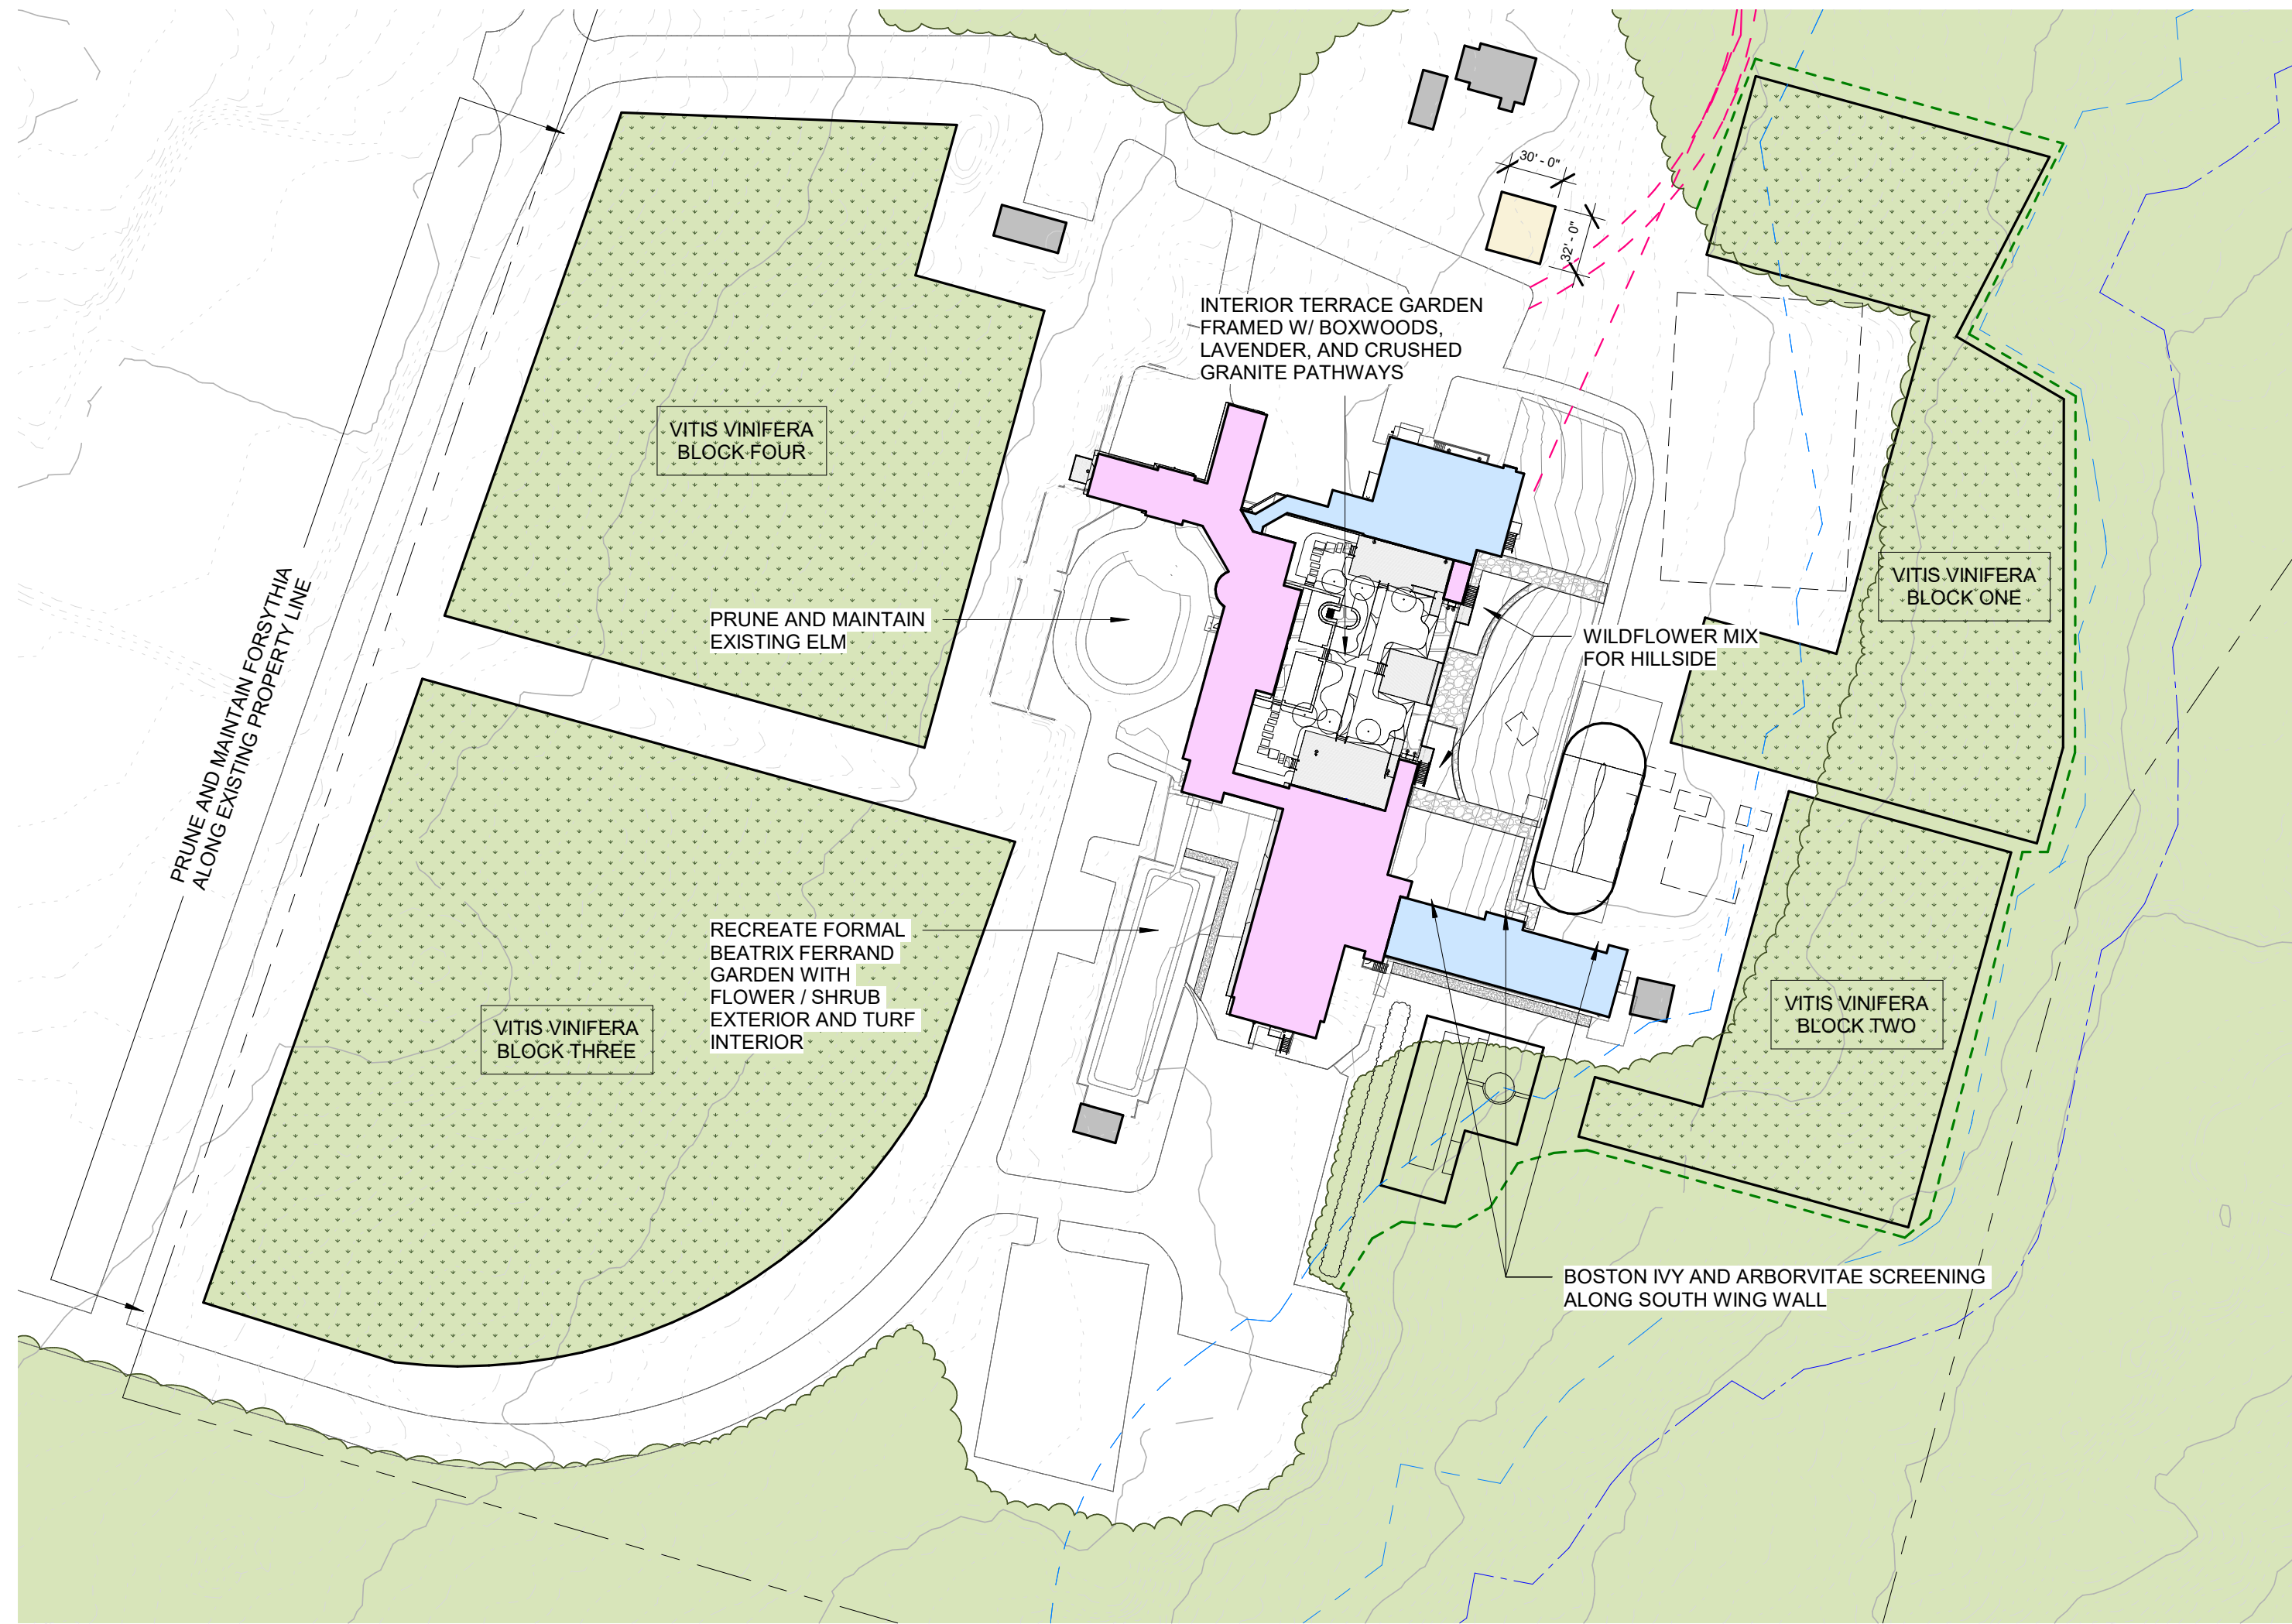 30' - 0"
32' - 0"
INTERIOR TERRACE GARDEN
FRAMED W/ BOXWOODS,
LAVENDER, AND CRUSHED
GRANITE PATHWAYS
VITIS VINIFERA
BLOCK FOUR
VITIS VINIFERA
BLOCK ONE
PRUNE AND MAINTAIN FORSYTHIA
ALONG EXISTING PROPERTY LINE
PRUNE AND MAINTAIN
EXISTING ELM
WILDFLOWER MIX
FOR HILLSIDE
RECREATE FORMAL
BEATRIX FERRAND
GARDEN WITH
FLOWER / SHRUB
EXTERIOR AND TURF
INTERIOR
VITIS VINIFERA
BLOCK THREE
VITIS VINIFERA
BLOCK TWO
BOSTON IVY AND ARBORVITAE SCREENING
ALONG SOUTH WING WALL